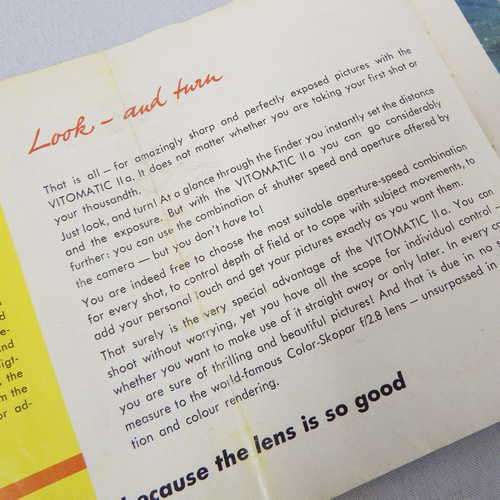 Look – and turn
That is all – for amazingly sharp and perfectly exposed pictures with the
VITOMATIC IIa. It does not matter whether you are taking your first shot or
your thousandth.
Just look, and turn! At a glance through the finder you instantly set the distance
and the exposure. But with the VITOMATIC IIa you can go considerably
further: you can use the combination of shutter speed and aperture offered by
the camera – but you don't have to!
You are indeed free to choose the most suitable aperture-speed combination
for every shot, to control depth of field or to cope with subject movements, to
add your personal touch and get your pictures exactly as you want them.
That surely is the very special advantage of the VITOMATIC IIa. You can
shoot without worrying, yet you have all the scope for individual control –
whether you want to make use of it straight away or only later. In every
you are sure of thrilling and beautiful pictures! And that is due in no
measure to the world-famous Color-Skopar f/2.8 lens – unsurpassed in
tion and colour rendering.
because the lens is so good
d
e-
and
igt-
the
m the
or ad-